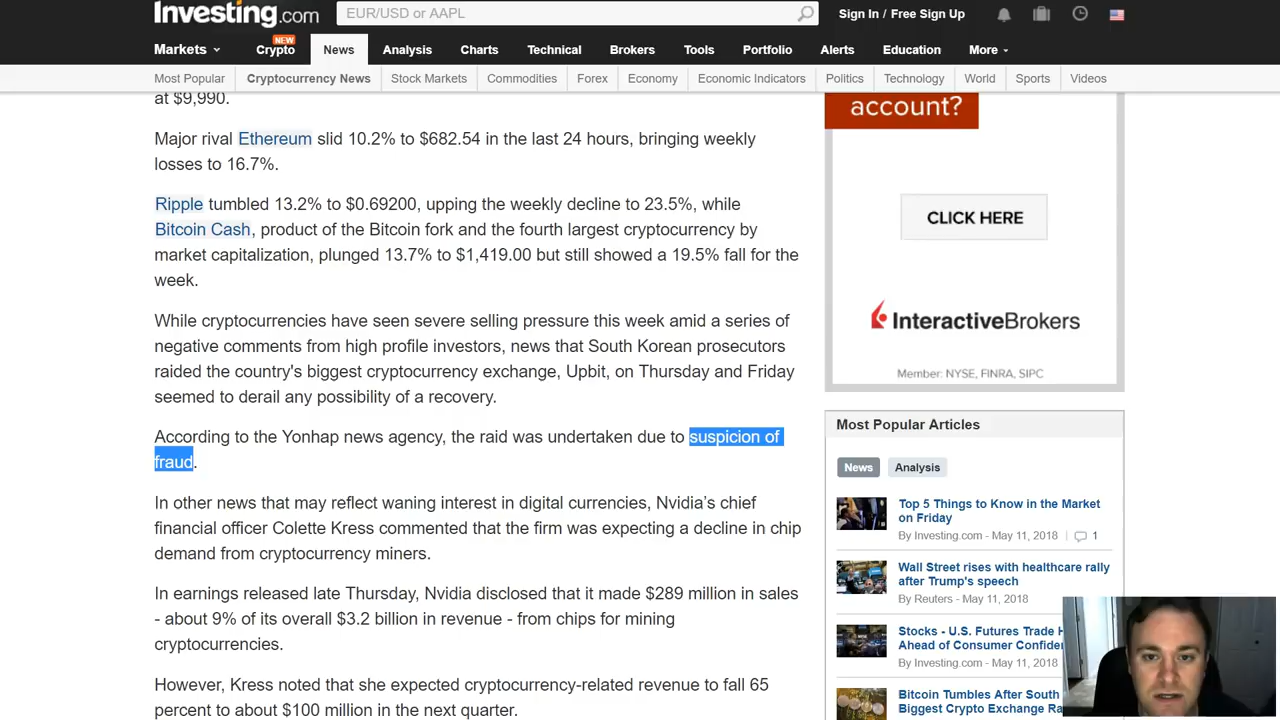 Investing.com
EUR/USD or AAPL
Sign In / Free Sign Up
Markets
NEW
Crypto
News
Analysis
Charts
Technical
Brokers
Tools
Portfolio
Alerts
Education
More
Most Popular
Cryptocurrency News
Stock Markets
Commodities
Forex
Economy
Economic Indicators
Politics
Technology
World
Sports
Videos
at $9,990.
Major rival Ethereum slid 10.2% to $682.54 in the last 24 hours, bringing weekly
losses to 16.7%.
Ripple tumbled 13.2% to $0.69200, upping the weekly decline to 23.5%, while
Bitcoin Cash, product of the Bitcoin fork and the fourth largest cryptocurrency by
market capitalization, plunged 13.7% to $1,419.00 but still showed a 19.5% fall for the
week.
While cryptocurrencies have seen severe selling pressure this week amid a series of
negative comments from high profile investors, news that South Korean prosecutors
raided the country's biggest cryptocurrency exchange, Upbit, on Thursday and Friday
seemed to derail any possibility of a recovery.
According to the Yonhap news agency, the raid was undertaken due to suspicion of
fraud.
In other news that may reflect waning interest in digital currencies, Nvidia’s chief
financial officer Colette Kress commented that the firm was expecting a decline in chip
demand from cryptocurrency miners.
In earnings released late Thursday, Nvidia disclosed that it made $289 million in sales
- about 9% of its overall $3.2 billion in revenue - from chips for mining
cryptocurrencies.
However, Kress noted that she expected cryptocurrency-related revenue to fall 65
percent to about $100 million in the next quarter.
account?
CLICK HERE
InteractiveBrokers
Member: NYSE, FINRA, SIPC
Most Popular Articles
News
Analysis
Top 5 Things to Know in the Market
on Friday
By Investing.com - May 11, 2018
1
Wall Street rises with healthcare rally
after Trump's speech
By Reuters - May 11, 2018
Stocks - U.S. Futures Trade
Ahead of Consumer
By Investing.com - May 11, 2018
Bitcoin Tumbles After South
Biggest Crypto Exchange